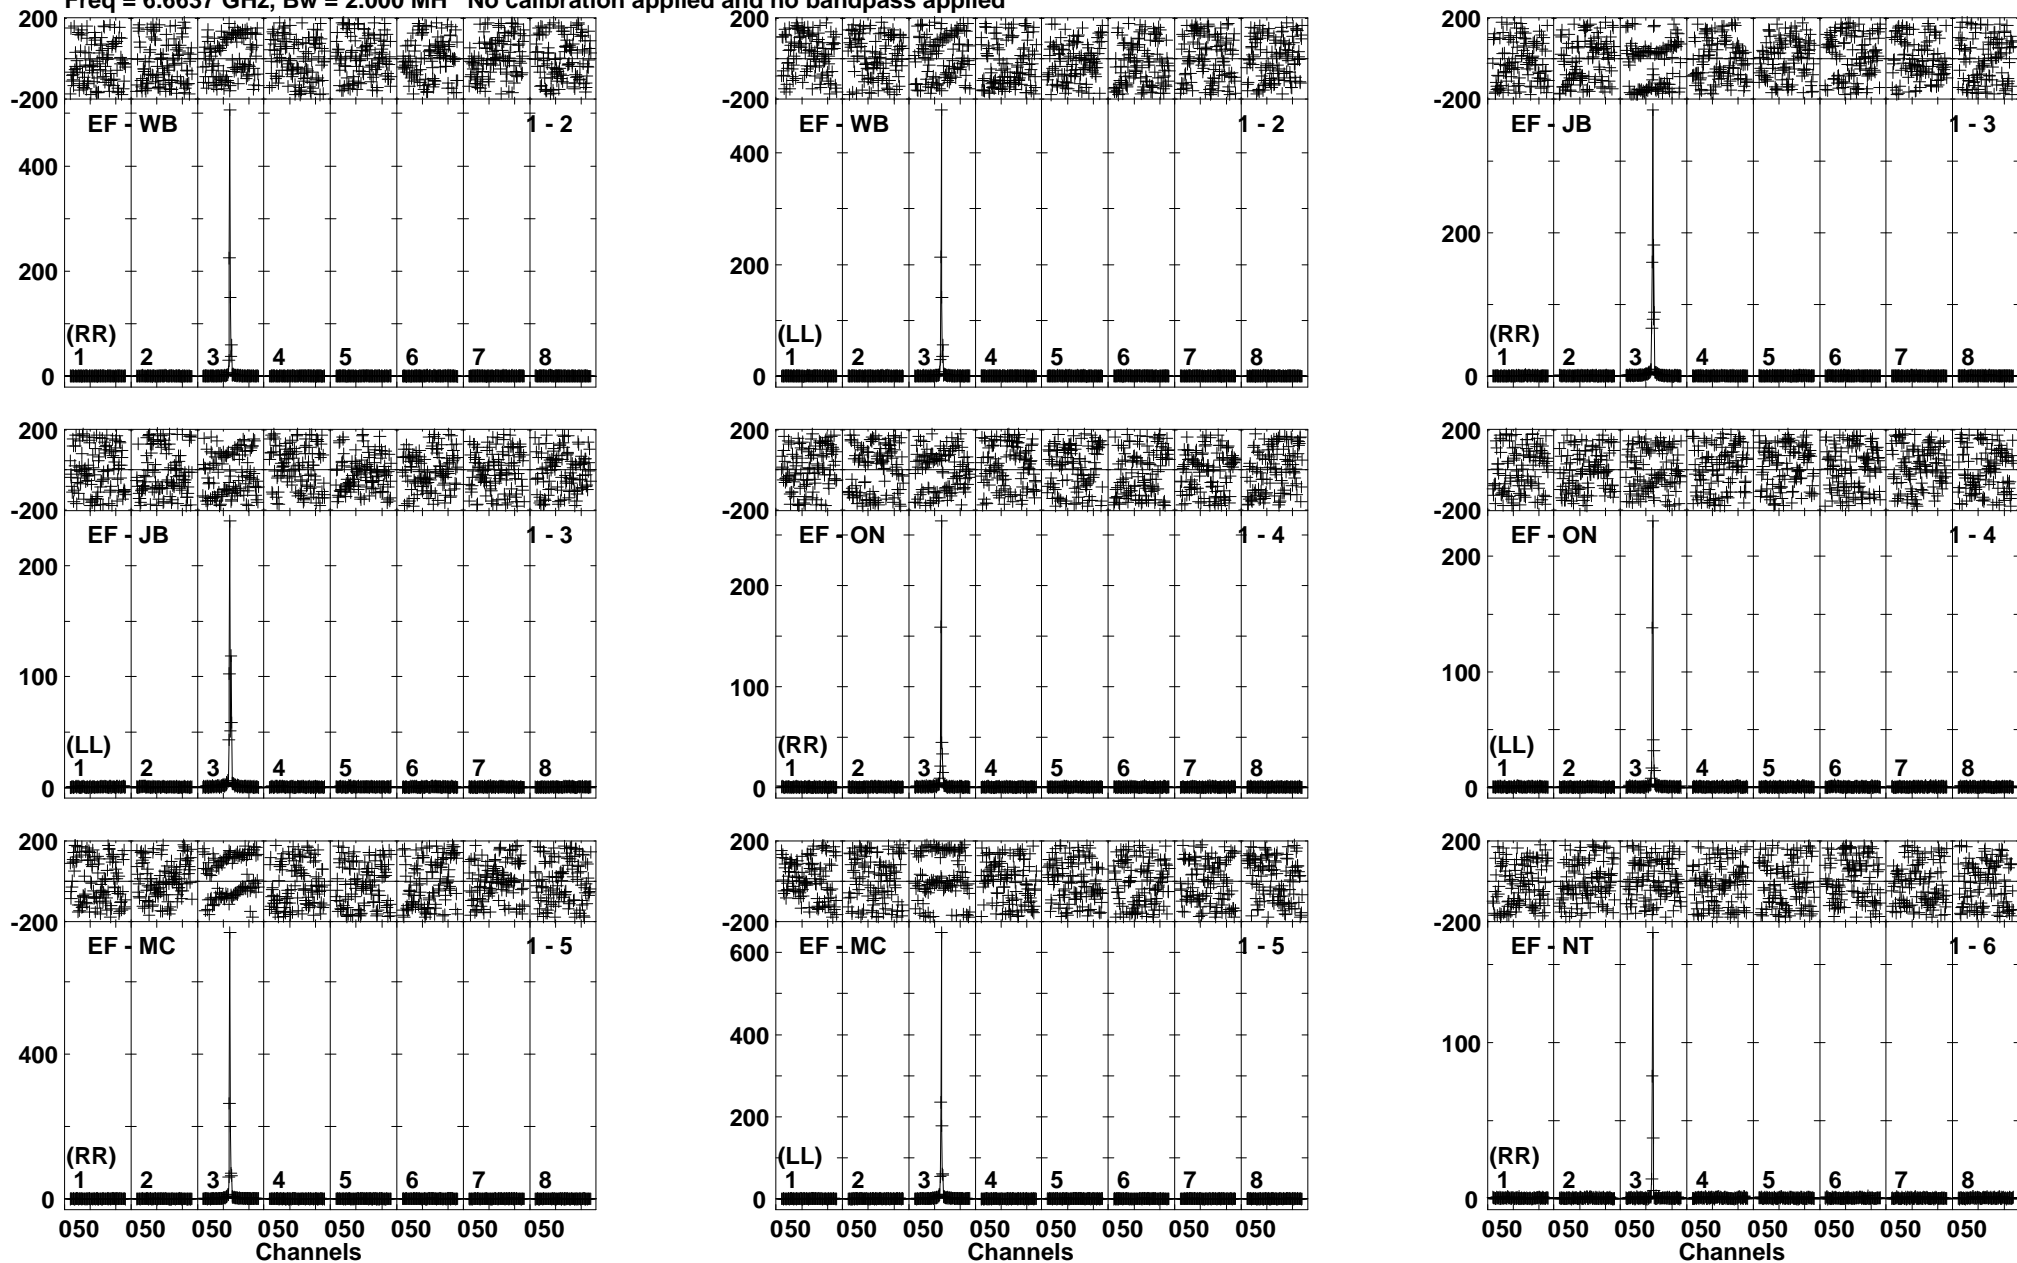 Freq = 6.6637 GHz, Bw = 2.000 MH No calibration applied and no bandpass applied
200 200 200
-200 -200 -200
EF - WB 1 - 2 EF - WB 1 - 2 EF - JB 1 - 3
400 400
200 200 200
(RR) (LL) (RR)
1 2 3 4 5 6 7 8 1 2 3 4 5 6 7 8 1 2 3 4 5 6 7 8
0 0 0
200 200 200
-200 -200 -200
EF - JB 1 - 3 EF - ON 1 - 4 EF - ON 1 - 4
200 200 200
100 100 100
(LL) (RR) (LL)
1 2 3 4 5 6 7 8 1 2 3 4 5 6 7 8 1 2 3 4 5 6 7 8
0 0 0
200 200 200
-200 -200 -200
EF - MC 1 - 5 EF - MC 1 - 5 EF - NT 1 - 6
600
400 400 100
200
(RR) (LL) (RR)
1 2 3 4 5 6 7 8 1 2 3 4 5 6 7 8 1 2 3 4 5 6 7 8
0 0 0
050 050 050 050 050 050 050 050 050 050 050 050 050 050 050 050 050 050 050 050 050 050 050 050
Channels Channels Channels